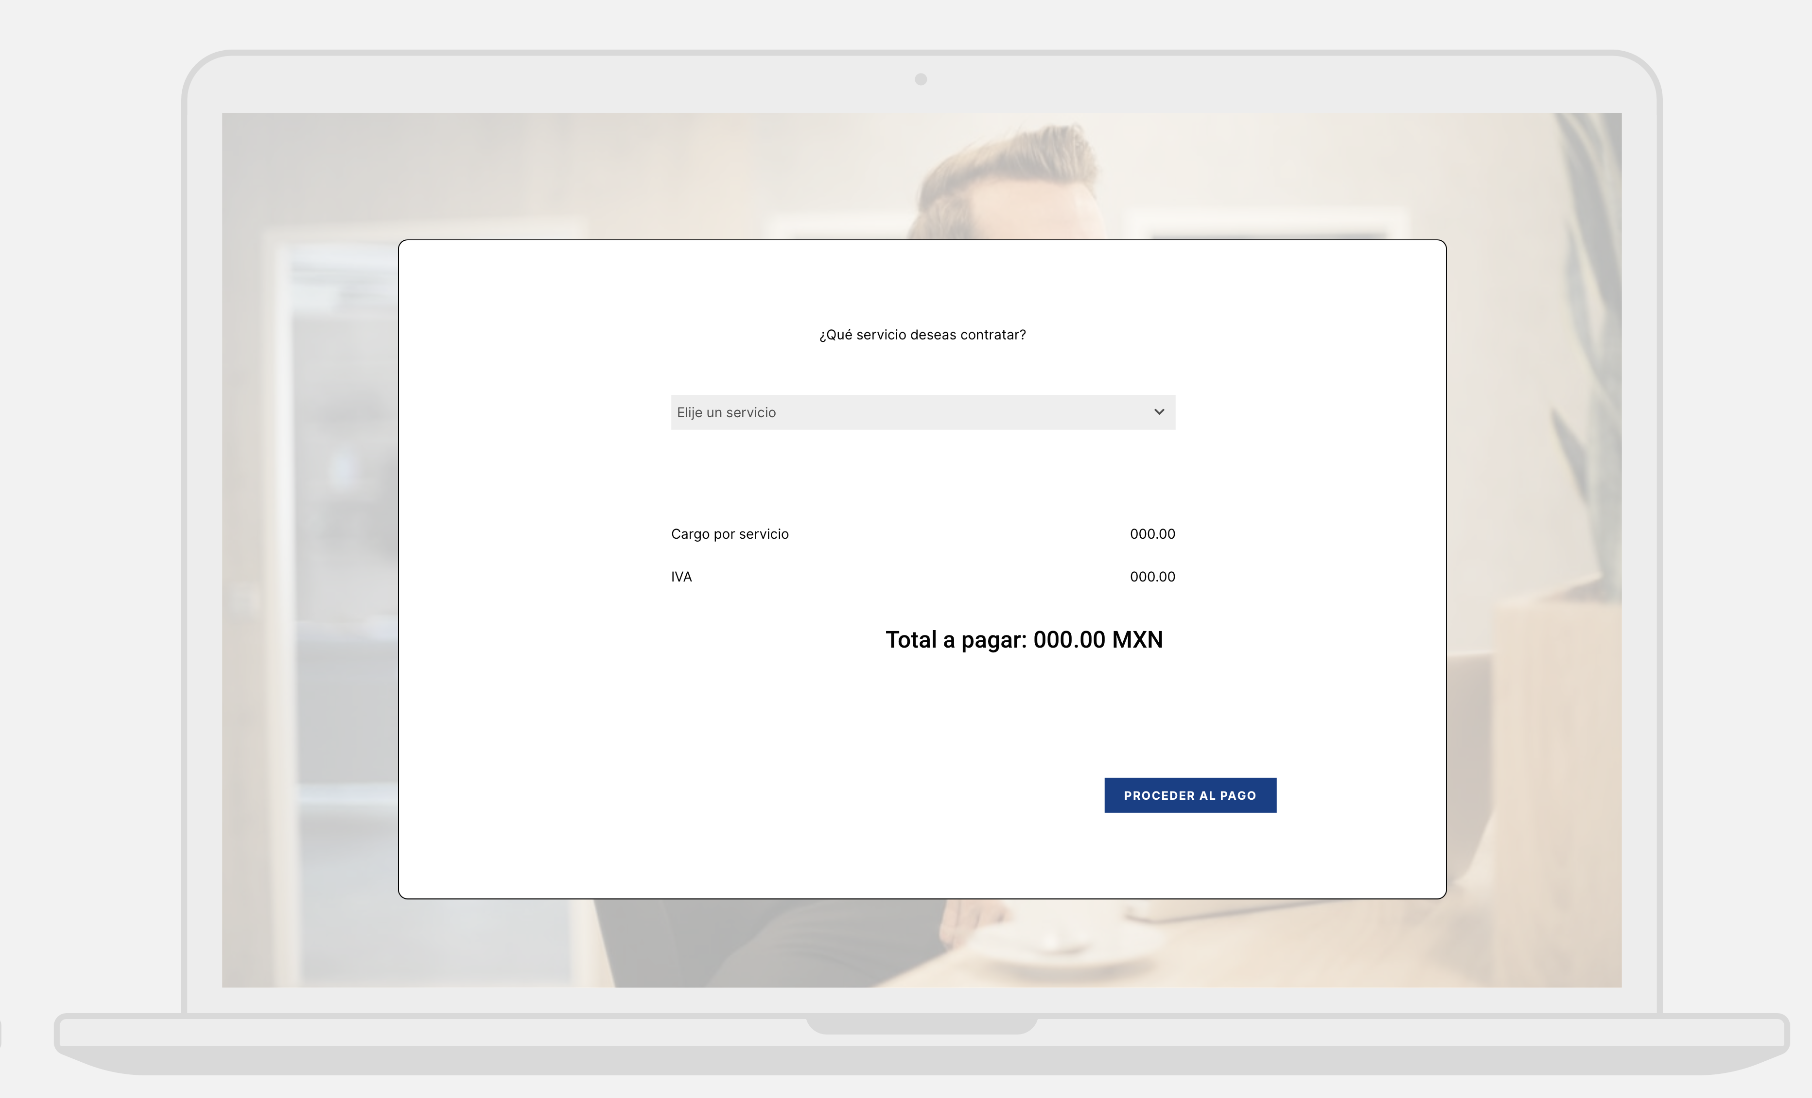 ¿Qué servicio deseas contratar?
Elije un servicio
Cargo por servicio 000.00
IVA 000.00
Total a pagar: 000.00 MXN
PROCEDER AL PAGO